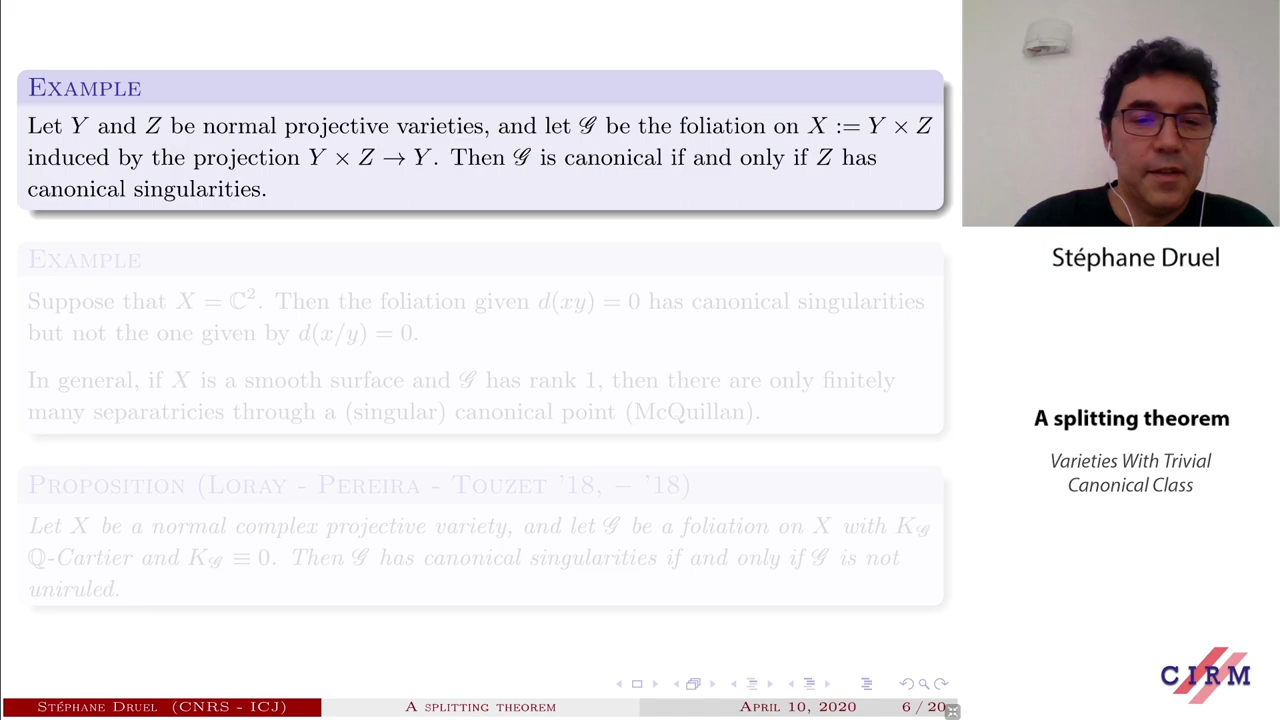 EXAMPLE
Let Y and Z be normal projective varieties, and let 𝒢 be the foliation on X := Y × Z
induced by the projection Y × Z → Y. Then 𝒢 is canonical if and only if Z has
canonical singularities.
EXAMPLE
Suppose that X = ℂ². Then the foliation given d(xy) = 0 has canonical singularities
but not the one given by d(x/y) = 0.
In general, if X is a smooth surface and 𝒢 has rank 1, then there are only finitely
many separatricies through a (singular) canonical point (McQuillan).
PROPOSITION (LORAY - PEREIRA - TOUZET '18, – '18)
Let X be a normal complex projective variety, and let 𝒢 be a foliation on X with K_𝒢
ℚ-Cartier and K_𝒢 ≡ 0. Then 𝒢 has canonical singularities if and only if 𝒢 is not
uniruled.
STÉPHANE DRUEL (CNRS - ICJ)
A SPLITTING THEOREM
APRIL 10, 2020
6 / 20
Stéphane Druel
A splitting theorem
Varieties With Trivial
Canonical Class
CIRM